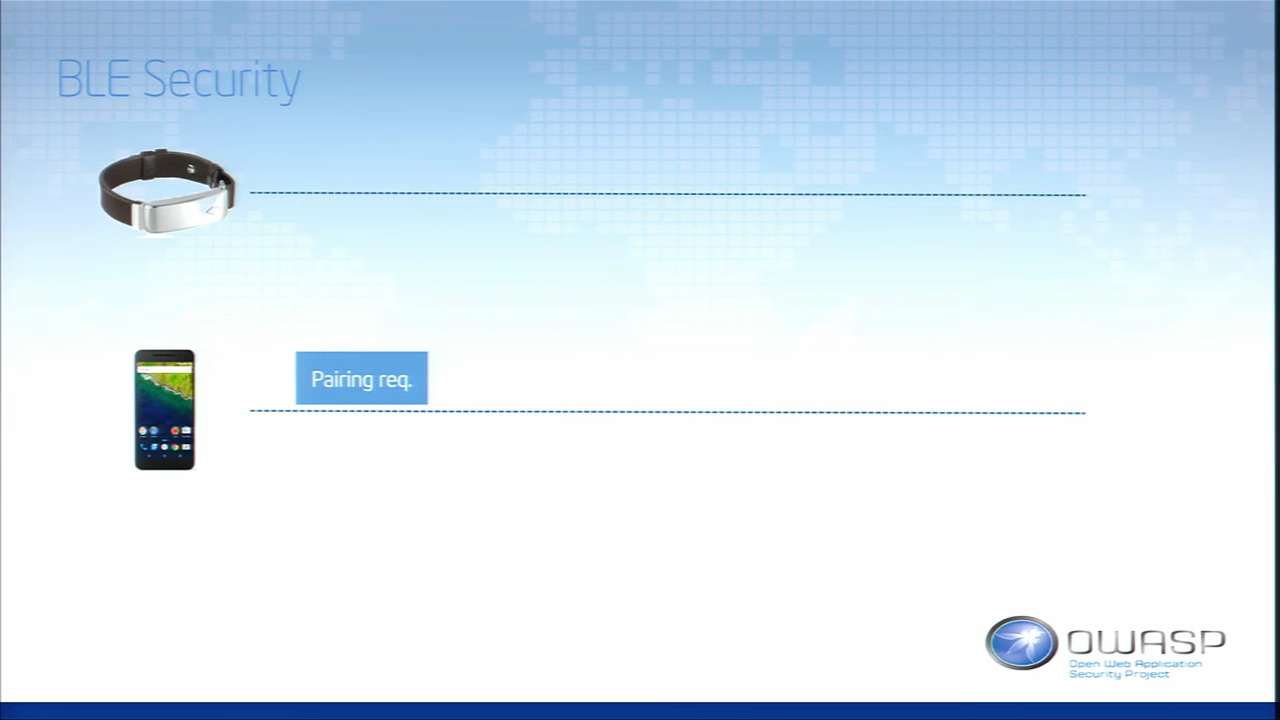 BLE Security
Pairing req.
OWASP
Open Web Application
Security Project